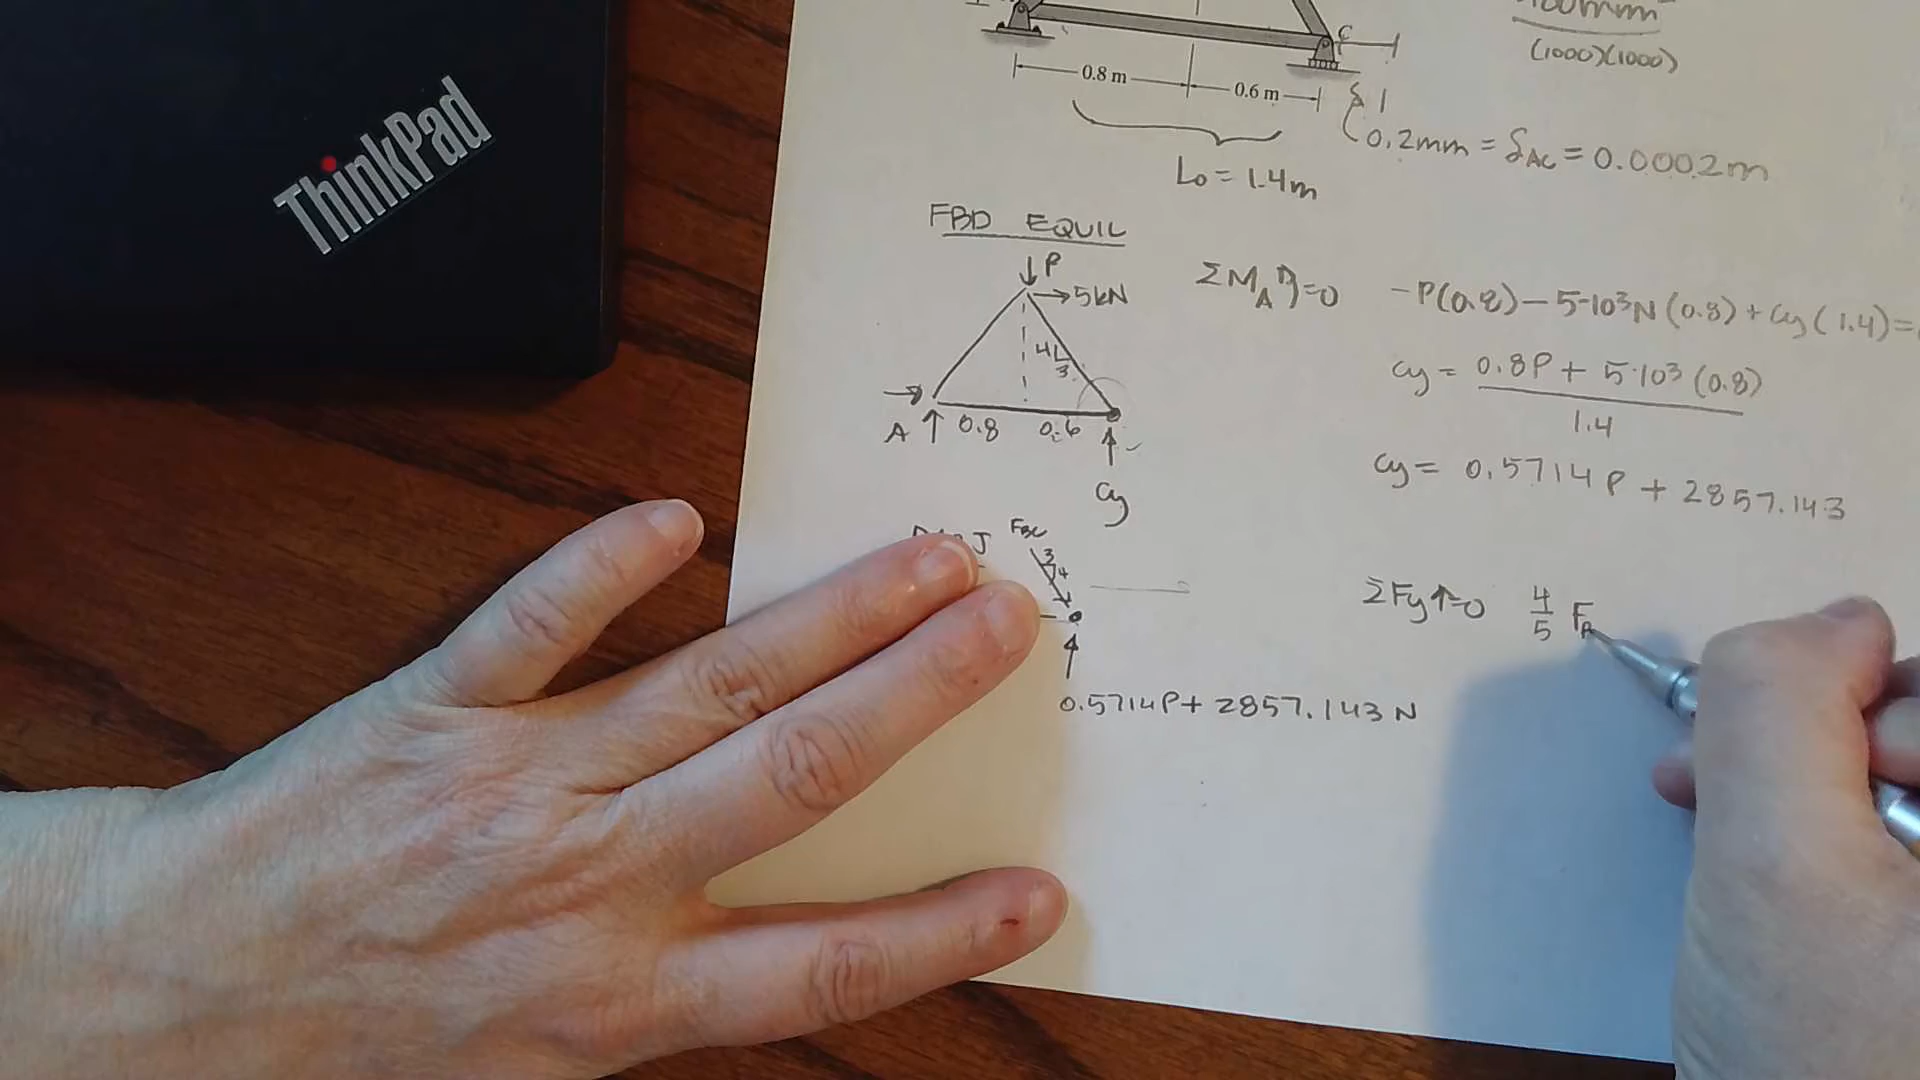 ThinkPad
(1000)(1000)
C
0.8 m
0.6 m
0.2mm = δAC = 0.0002m
L0 = 1.4m
FBD EQUIL
P
5kN
4
3
A
0.8
0.6
Cy
ΣMA=0 -P(0.8) - 5·10³N (0.8) + Cy (1.4) =
Cy = 0.8P + 5·10³ (0.8)
1.4
Cy = 0.5714P + 2857.143
FBC
3
4
0.5714P + 2857.143 N
ΣFy↑=0 4/5 FA